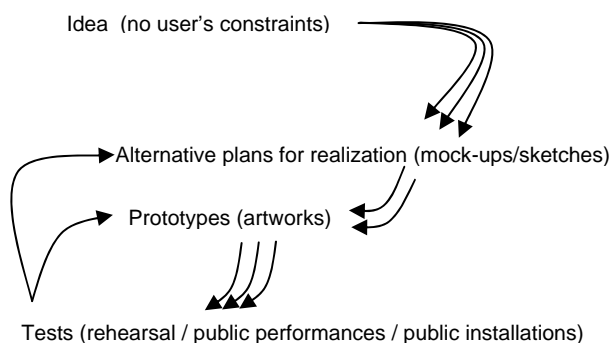 Idea (no user's constraints)
Alternative plans for realization (mock-ups/sketches)
Prototypes (artworks)
Tests (rehearsal / public performances / public installations)